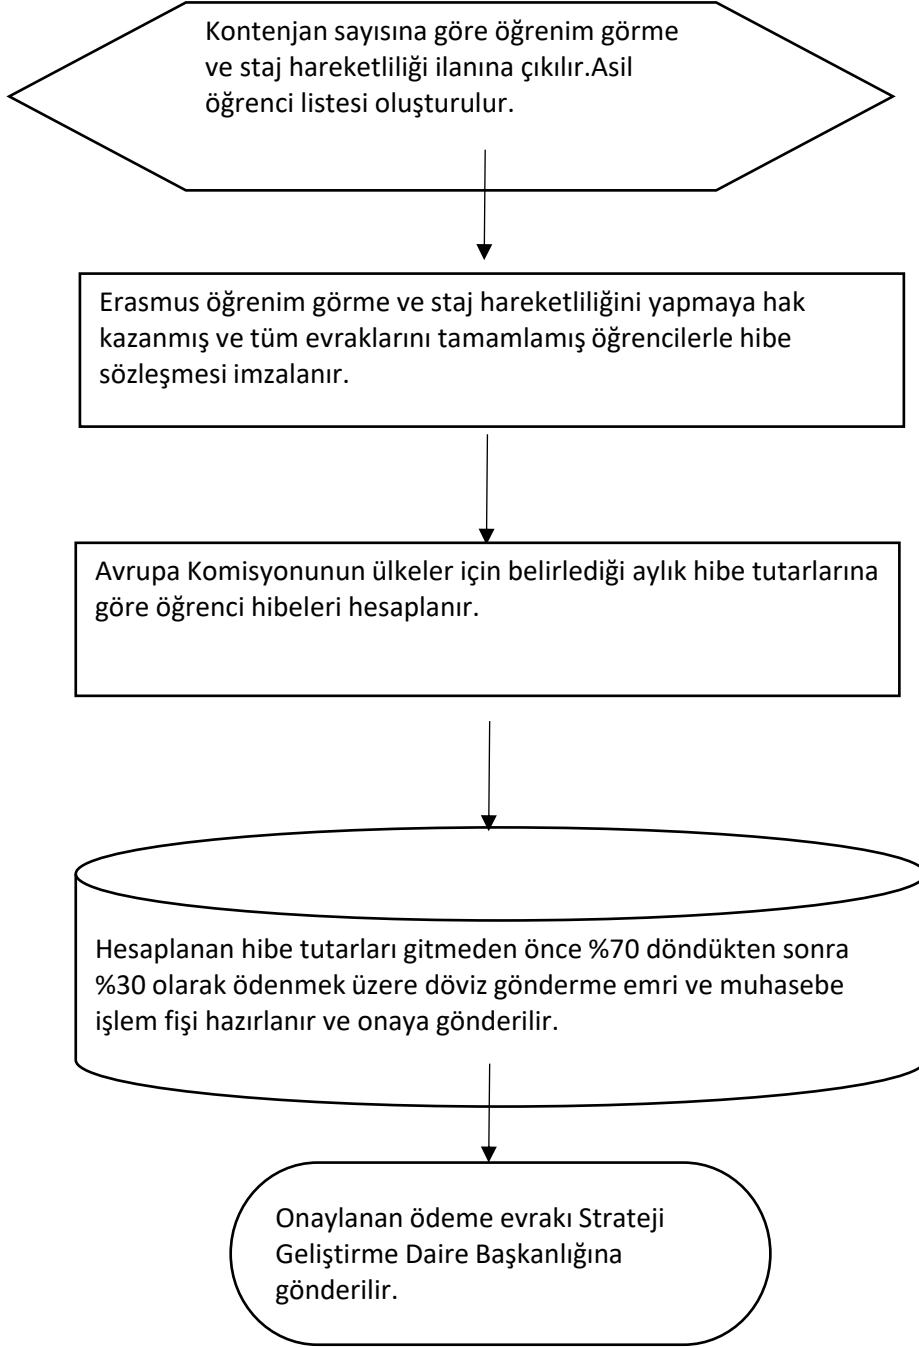 Kontenjan sayısına göre öğrenim görme
ve staj hareketliliği ilanına çıkılır.Asil
öğrenci listesi oluşturulur.
Erasmus öğrenim görme ve staj hareketliliğini yapmaya hak
kazanmış ve tüm evraklarını tamamlamış öğrencilerle hibe
sözleşmesi imzalanır.
Avrupa Komisyonunun ülkeler için belirlediği aylık hibe tutarlarına
göre öğrenci hibeleri hesaplanır.
Hesaplanan hibe tutarları gitmeden önce %70 döndükten sonra
%30 olarak ödenmek üzere döviz gönderme emri ve muhasebe
işlem fişi hazırlanır ve onaya gönderilir.
Onaylanan ödeme evrakı Strateji
Geliştirme Daire Başkanlığına
gönderilir.